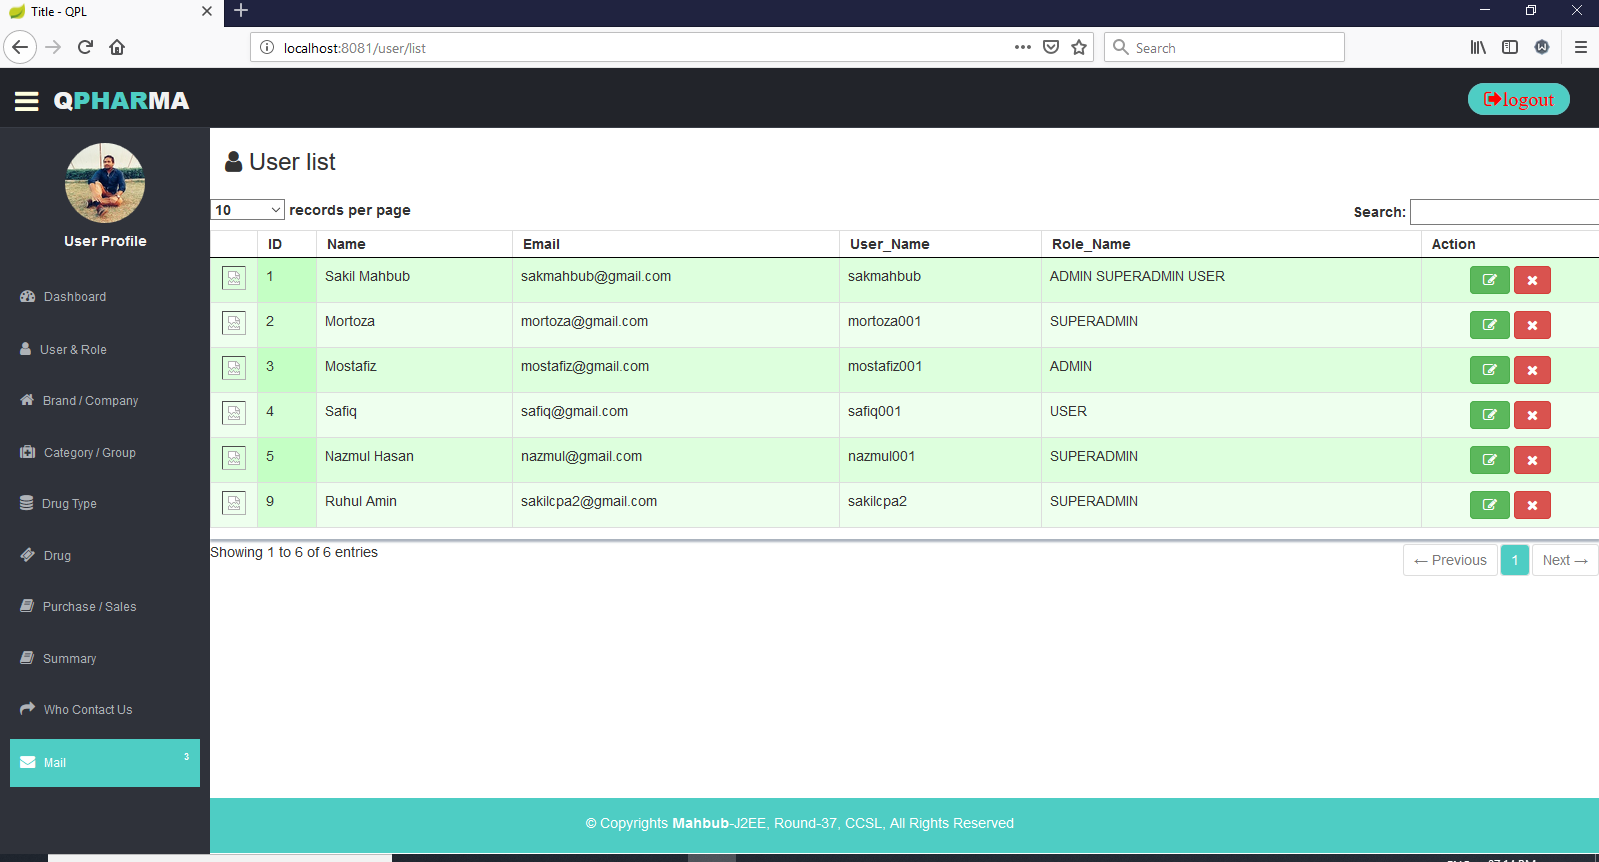 Title - QPL
localhost:8081/user/list
Search
QPHARMA
logout
User Profile
Dashboard
User & Role
Brand / Company
Category / Group
Drug Type
Drug
Purchase / Sales
Summary
Who Contact Us
Mail 3
User list
10 records per page
Search:
ID Name Email User_Name Role_Name Action
1 Sakil Mahbub sakmahbub@gmail.com sakmahbub ADMIN SUPERADMIN USER
2 Mortoza mortoza@gmail.com mortoza001 SUPERADMIN
3 Mostafiz mostafiz@gmail.com mostafiz001 ADMIN
4 Safiq safiq@gmail.com safiq001 USER
5 Nazmul Hasan nazmul@gmail.com nazmul001 SUPERADMIN
9 Ruhul Amin sakilcpa2@gmail.com sakilcpa2 SUPERADMIN
Showing 1 to 6 of 6 entries
← Previous 1 Next →
© Copyrights Mahbub-J2EE, Round-37, CCSL, All Rights Reserved